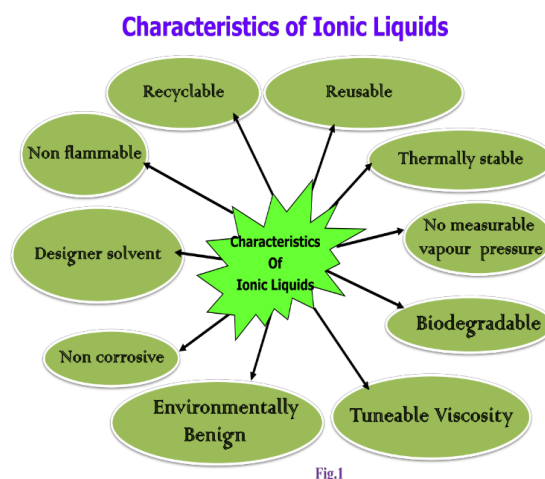 Characteristics of Ionic Liquids
Recyclable
Reusable
Non flammable
Thermally stable
Designer solvent
Characteristics
Of
Ionic Liquids
No measurable
vapour pressure
Non corrosive
Biodegradable
Environmentally
Benign
Tuneable Viscosity
Fig.1